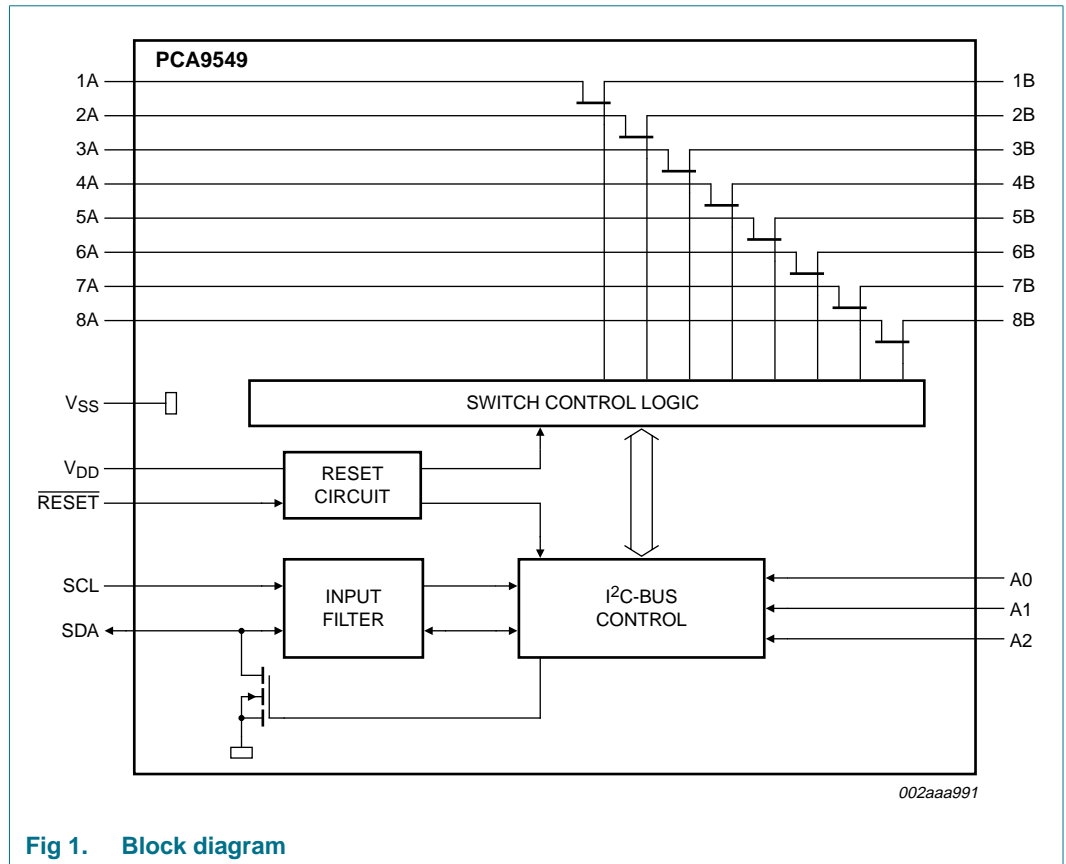 PCA9549
1A
1B
2A
2B
3A
3B
4A
4B
5A
5B
6A
6B
7A
7B
8A
8B
SWITCH CONTROL LOGIC
VSS
VDD
RESET
RESET
CIRCUIT
SCL
SDA
INPUT
FILTER
I²C-BUS
CONTROL
A0
A1
A2
002aaa991
Fig 1. Block diagram